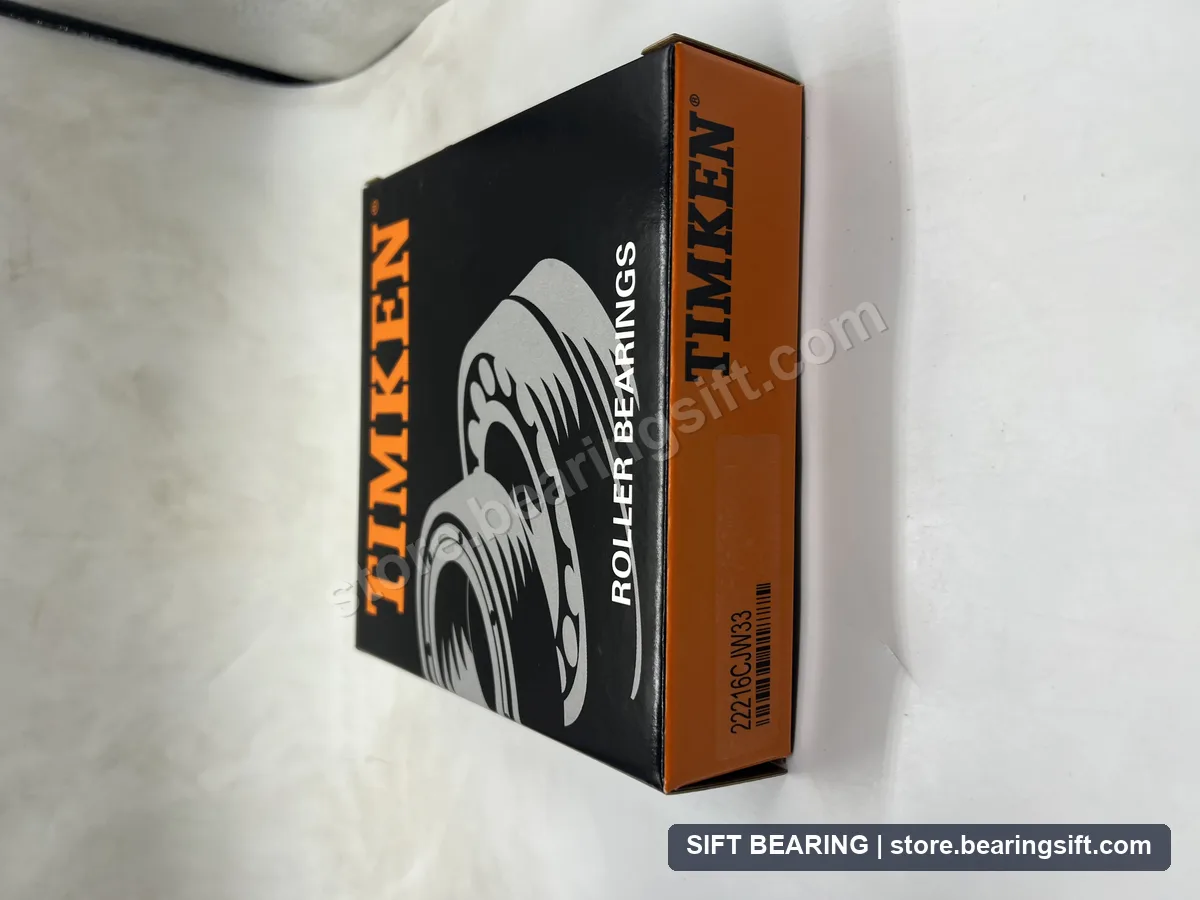 TIMKEN®
ROLLER BEARINGS
TIMKEN®
22216CJW33
store.bearingsift.com
SIFT BEARING | store.bearingsift.com